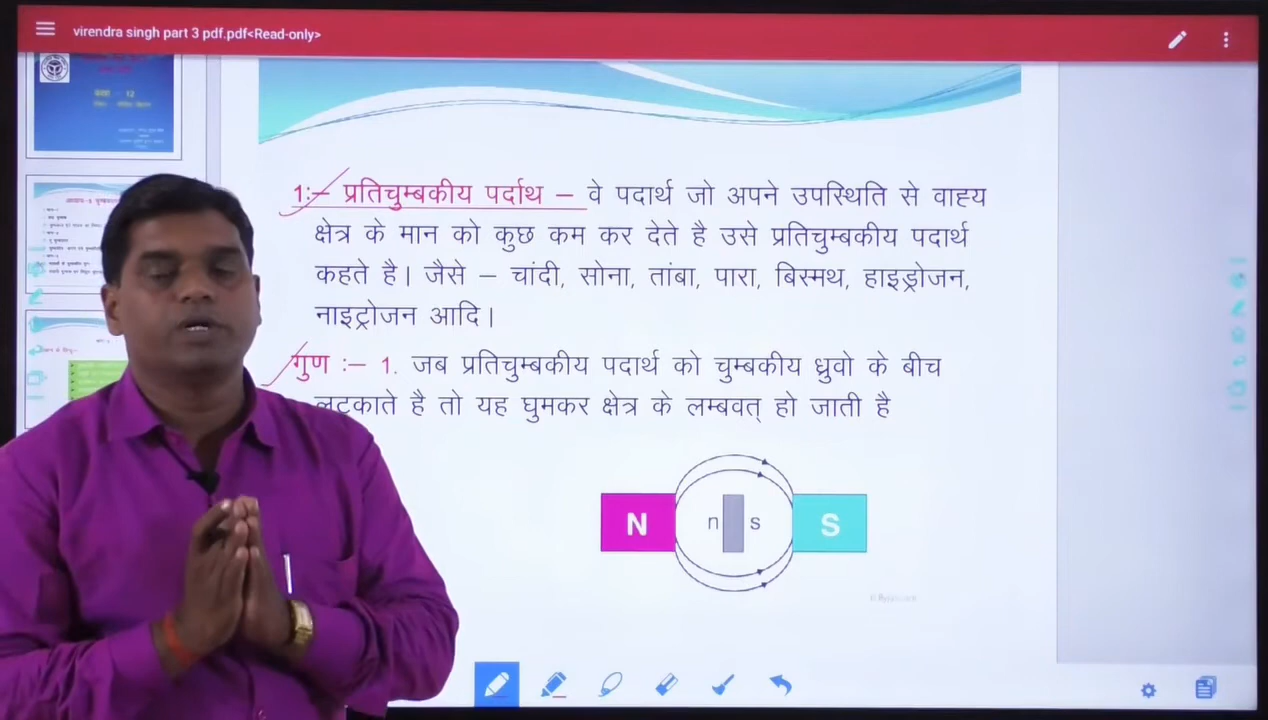 virendra singh part 3 pdf.pdf<Read-only>
1:– प्रतिचुम्बकीय पर्दाथ – वे पदार्थ जो अपने उपस्थिति से वाह्य
क्षेत्र के मान को कुछ कम कर देते है उसे प्रतिचुम्बकीय पदार्थ
कहते है। जैसे – चांदी, सोना, तांबा, पारा, बिस्मथ, हाइड्रोजन,
नाइट्रोजन आदि।
गुण :– 1. जब प्रतिचुम्बकीय पदार्थ को चुम्बकीय ध्रुवो के बीच
लटकाते है तो यह घुमकर क्षेत्र के लम्बवत् हो जाती है
N n s S